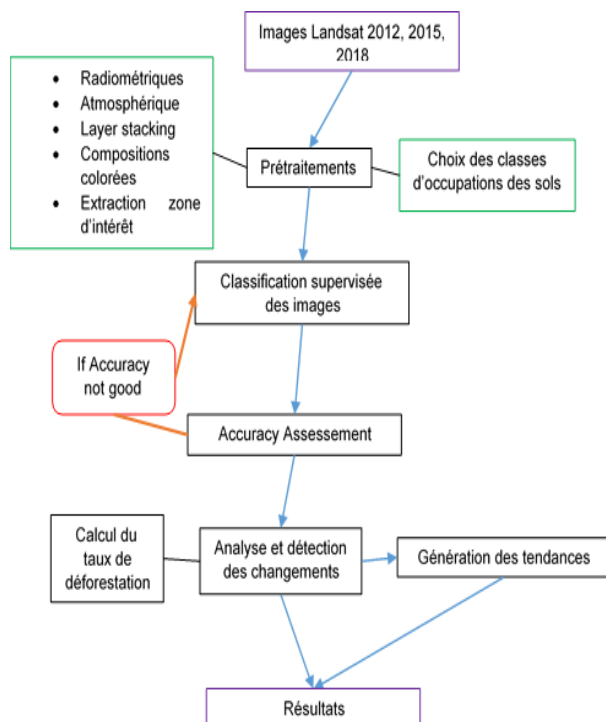 Images Landsat 2012, 2015,
2018
• Radiométriques
• Atmosphérique
• Layer stacking
• Compositions
colorées
• Extraction zone
d'intérêt
Prétraitements
Choix des classes
d'occupations des sols
Classification supervisée
des images
If Accuracy
not good
Accuracy Assessment
Calcul du
taux de
déforestation
Analyse et détection
des changements
Génération des tendances
Résultats